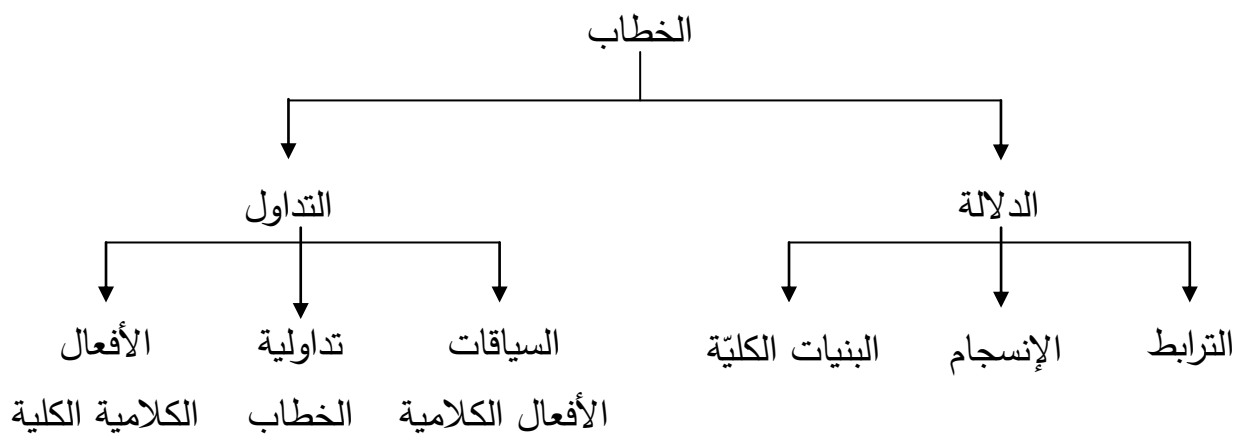 الخطاب
الدلالة
التداول
الترابط
الإنسجام
البنيات الكليّة
السياقات
الأفعال الكلامية
تداولية
الخطاب
الأفعال
الكلامية الكلية